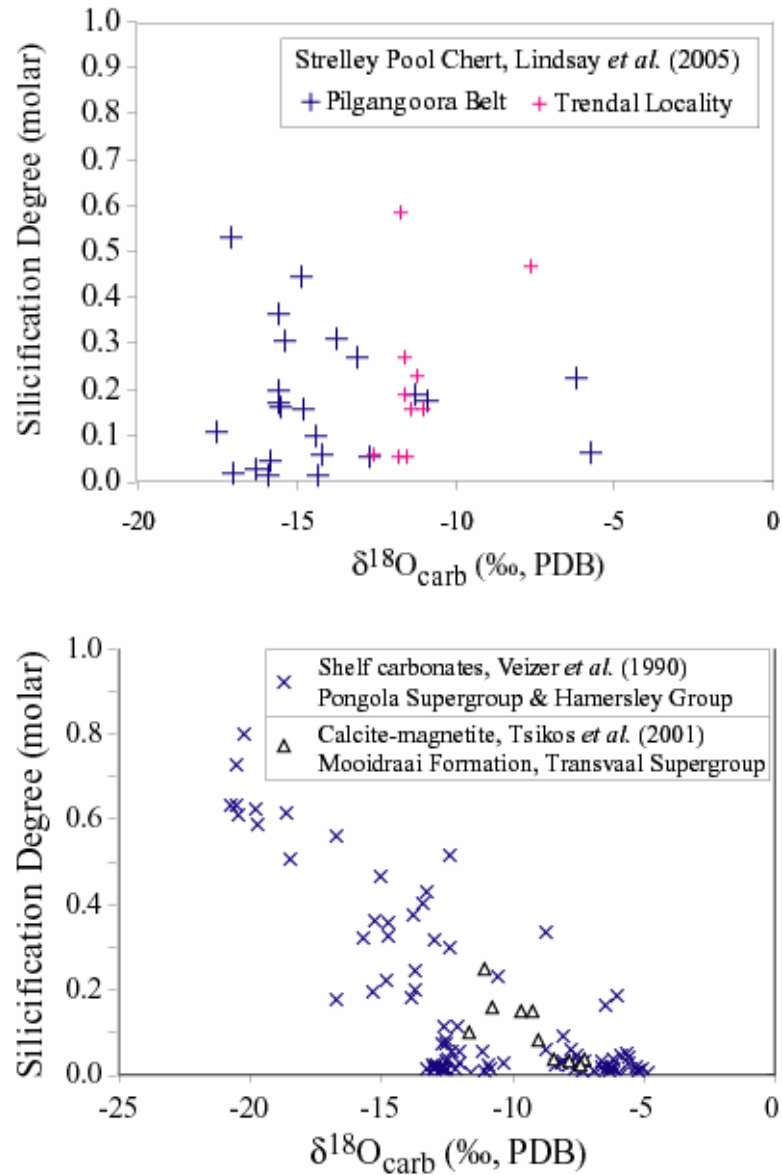 Silicification Degree (molar)
1.0
0.9
0.8
0.7
0.6
0.5
0.4
0.3
0.2
0.1
0.0
Strelley Pool Chert, Lindsay et al. (2005)
Pilgangoora Belt Trendal Locality
-20 -15 -10 -5 0
δ18Ocarb (‰, PDB)
Silicification Degree (molar)
1.0
0.8
0.6
0.4
0.2
0.0
Shelf carbonates, Veizer et al. (1990)
Pongola Supergroup & Hamersley Group
Calcite-magnetite, Tsikos et al. (2001)
Mooidraai Formation, Transvaal Supergroup
-25 -20 -15 -10 -5 0
δ18Ocarb (‰, PDB)